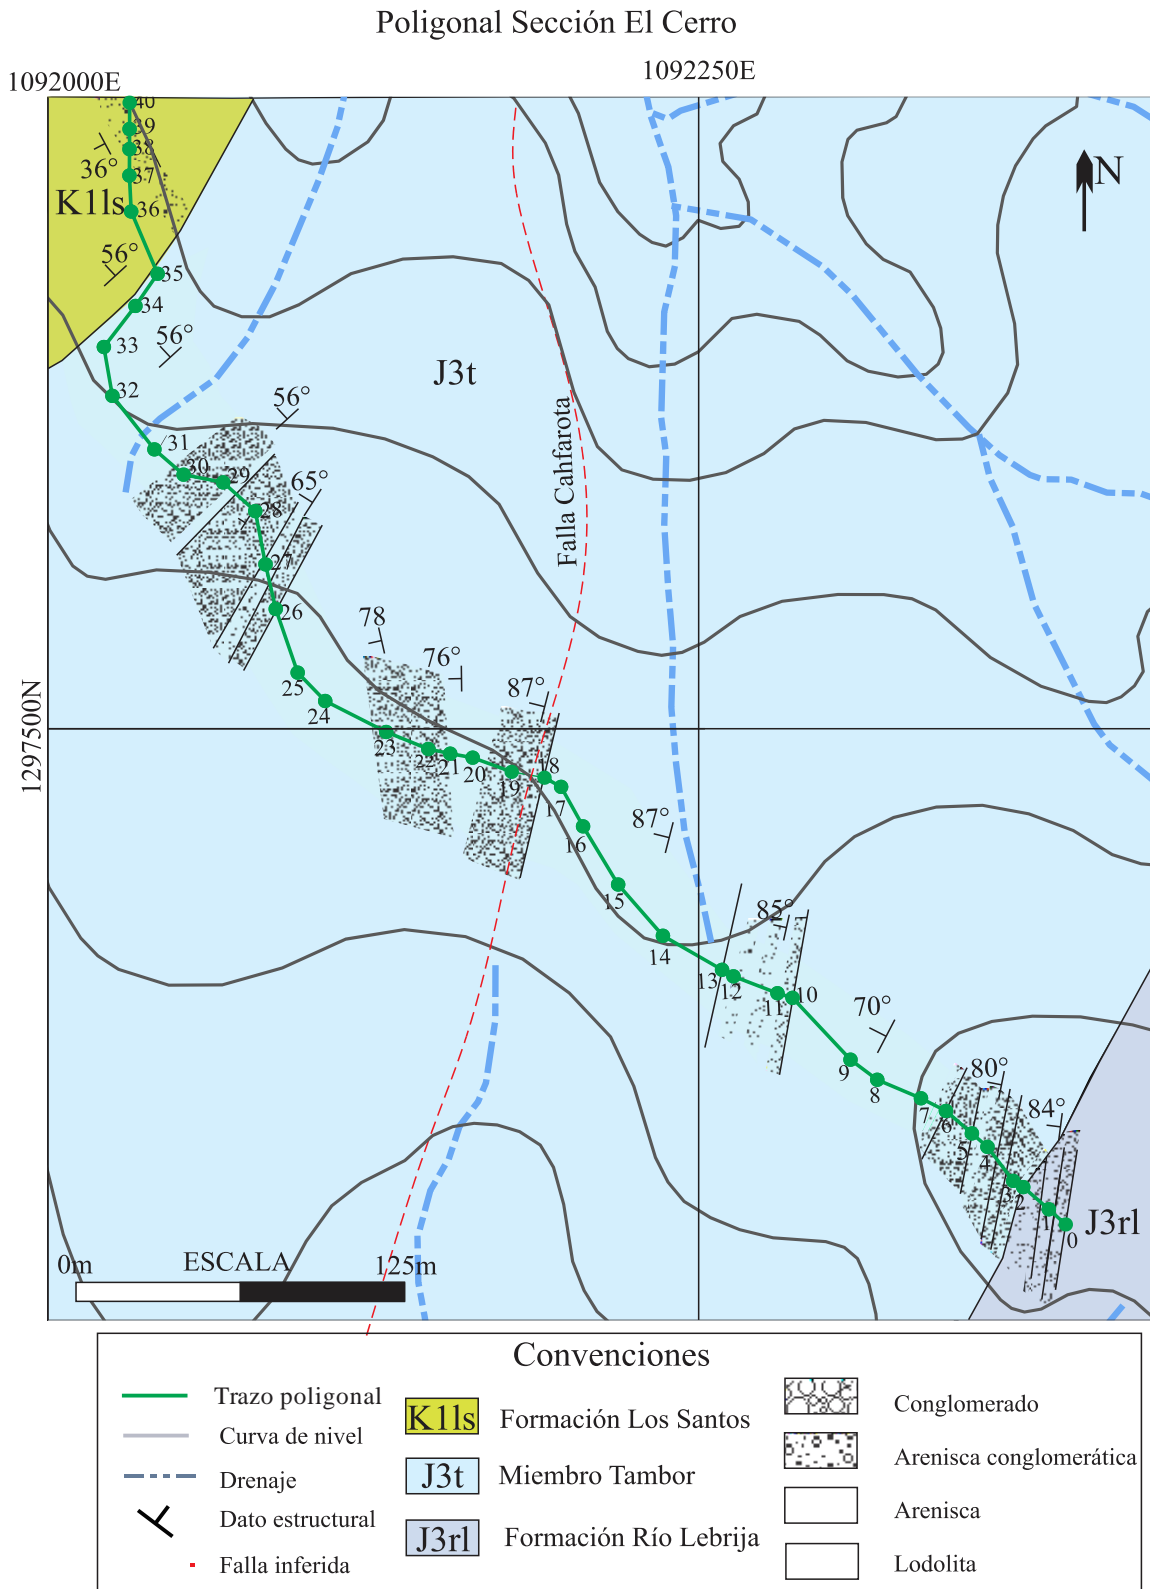 Poligonal Sección El Cerro
1092000E
1092250E
40
39
38
36°
37
K1ls
36
N
56°
35
34
56°
33
J3t
32
56°
Falla Cahfarota
31
30
29
65°
28
27
26
78
76°
25
87°
24
1297500N
23
22
21
20
19
18
17
87°
16
15
14
85°
13
12
11
10
70°
9
8
80°
7
6
84°
5
4
3
2
1
0
J3rl
0m
ESCALA
125m
Convenciones
Trazo poligonal
Curva de nivel
Drenaje
Dato estructural
Falla inferida
K1ls
Formación Los Santos
J3t
Miembro Tambor
J3rl
Formación Río Lebrija
Conglomerado
Arenisca conglomerática
Arenisca
Lodolita